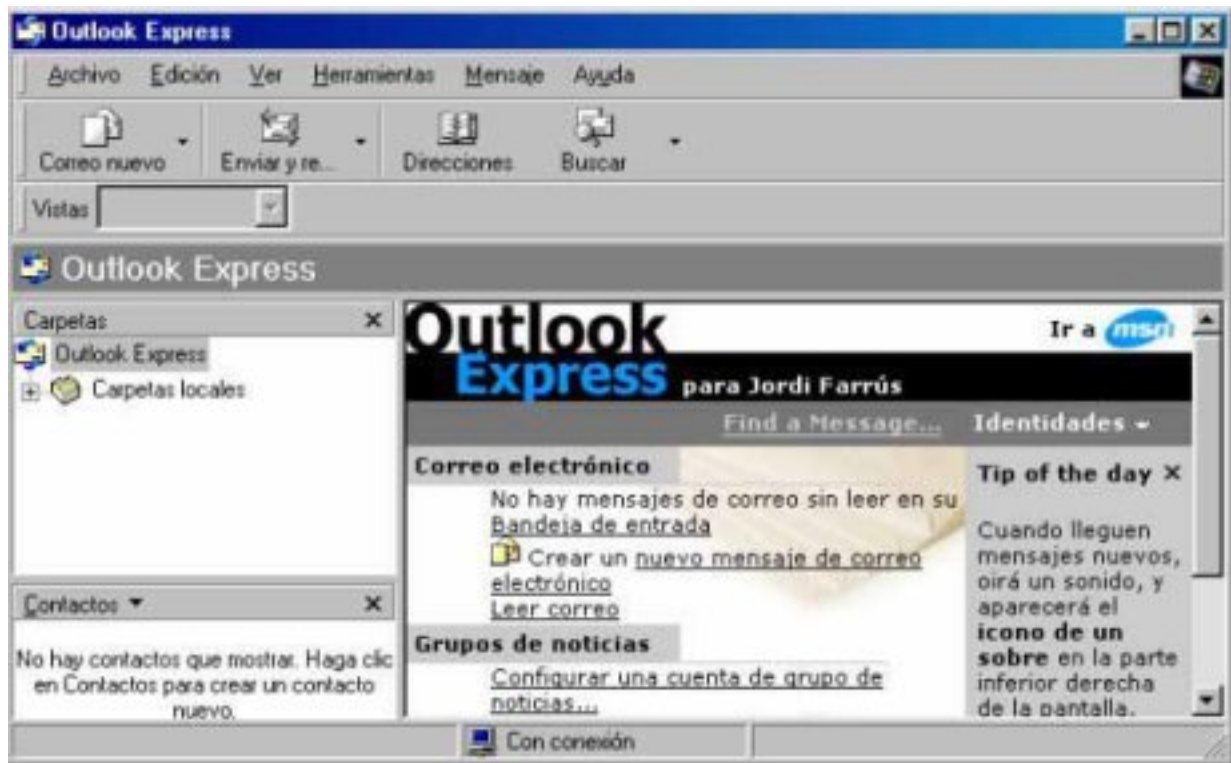 Outlook Express
Archivo Edición Ver Herramientas Mensaje Ayuda
Correo nuevo Enviar y re... Direcciones Buscar
Vistas
Outlook Express
Carpetas
Outlook Express
Carpetas locales
Contactos
No hay contactos que mostrar. Haga clic
en Contactos para crear un contacto
nuevo.
Outlook
Express para Jordi Farrús
Ir a msn
Find a Message... Identidades
Correo electrónico
No hay mensajes de correo sin leer en su
Bandeja de entrada
Crear un nuevo mensaje de correo
electrónico
Leer correo
Grupos de noticias
Configurar una cuenta de grupo de
noticias...
Tip of the day
Cuando lleguen
mensajes nuevos,
oirá un sonido, y
aparecerá el
icono de un
sobre en la parte
inferior derecha
de la pantalla.
Con conexión